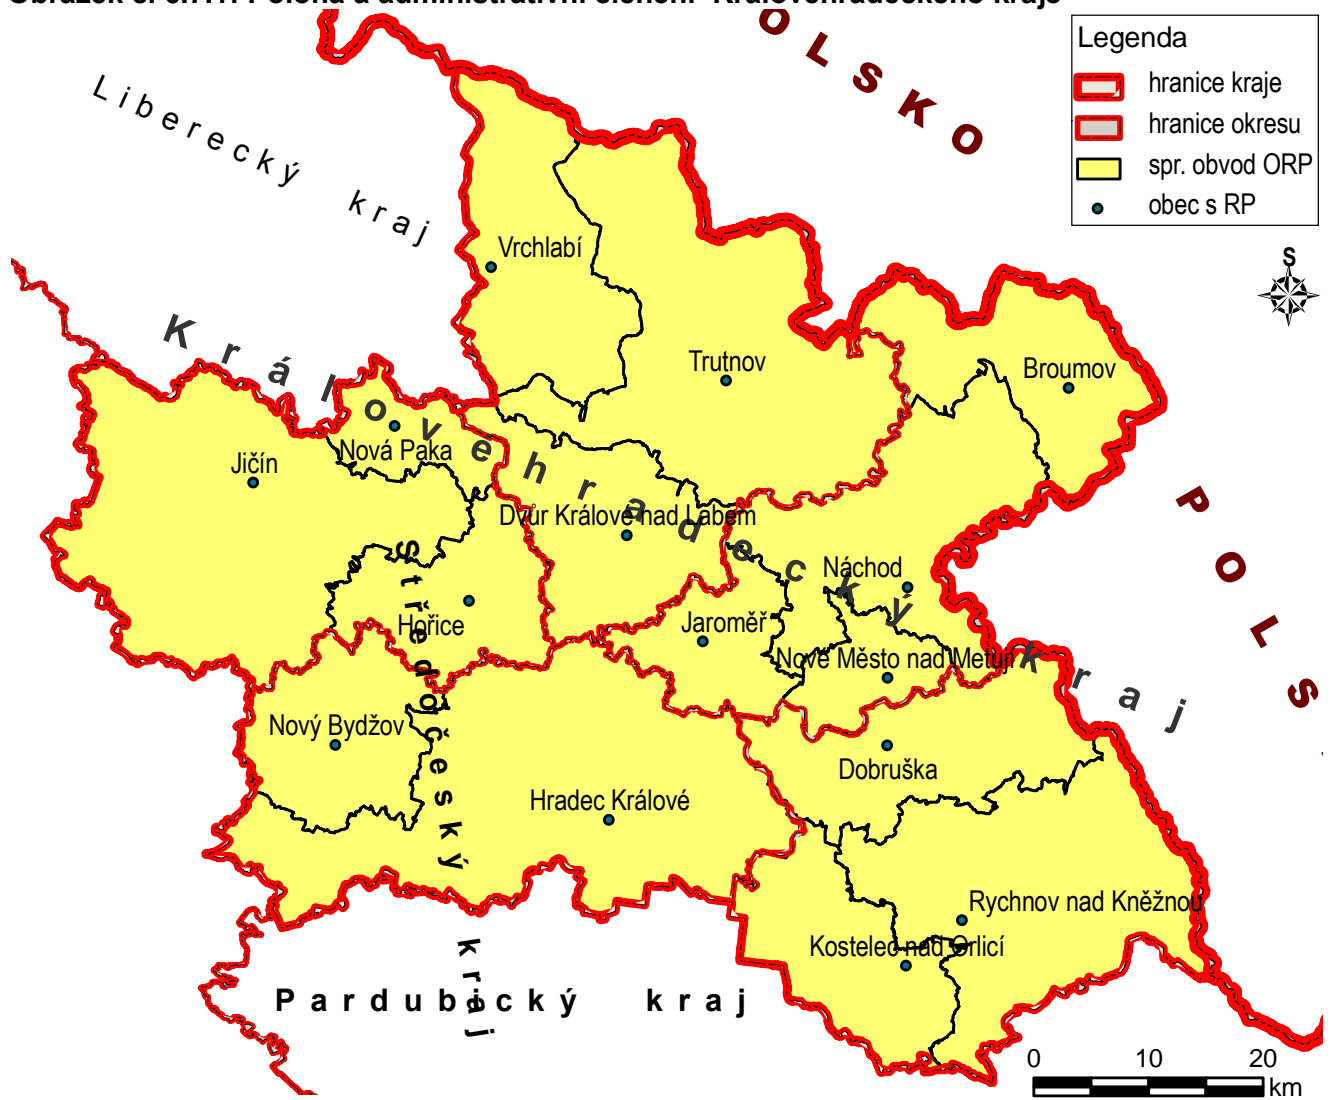 Legenda
hranice kraje
hranice okresu
spr. obvod ORP
obec s RP
S
POLSKO
Liberecký kraj
Královehradecký kraj
Vrchlabí
Trutnov
Broumov
Nová Paka
Jičín
Dvůr Králové nad Labem
POLS
Náchod
Hořice
Jaroměř
Nové Město nad Metují
Středočeský kraj
Nový Bydžov
Dobruška
Hradec Králové
Rychnov nad Kněžnou
Kostelec nad Orlicí
Pardubický kraj
0 10 20
km